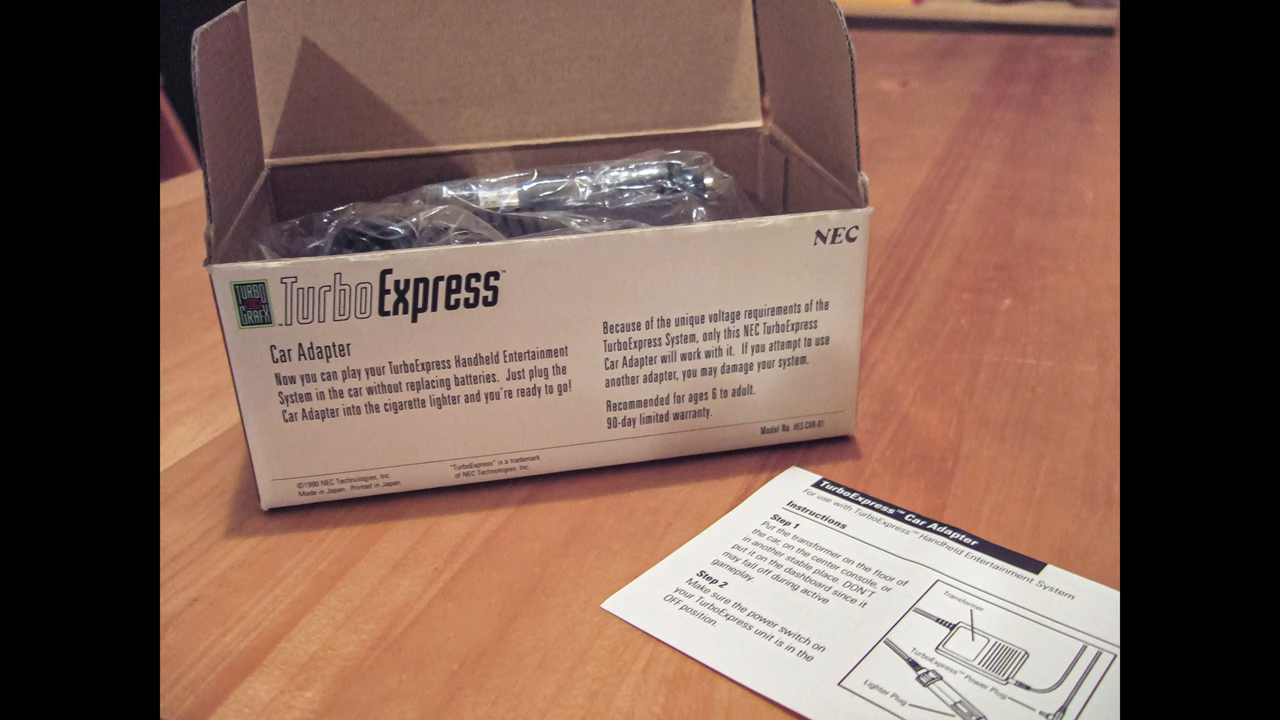 NEC
TURBO
GRAFX
TurboExpress™
Car Adapter
Now you can play your TurboExpress Handheld Entertainment
System in the car without replacing batteries. Just plug the
Car Adapter into the cigarette lighter and you're ready to go!
Because of the unique voltage requirements of the
TurboExpress System, only this NEC TurboExpress
Car Adapter will work with it. If you attempt to use
another adapter, you may damage your system.
Recommended for ages 6 to adult.
90-day limited warranty.
Model No. HES-CAR-01
©1990 NEC Technologies, Inc.
Made in Japan. Printed in Japan
"TurboExpress" is a trademark
of NEC Technologies, Inc.
TurboExpress™ Car Adapter
For use with TurboExpress™ Handheld Entertainment System
Instructions
Step 1
Put the transformer on the floor of
the car, on the center console, or
in another stable place. DON'T
put it on the dashboard since it
may fall off during active
gameplay.
Step 2
Make sure the power switch on
your TurboExpress unit is in the
OFF position.
Transformer
TurboExpress™ Power Plug
Lighter Plug